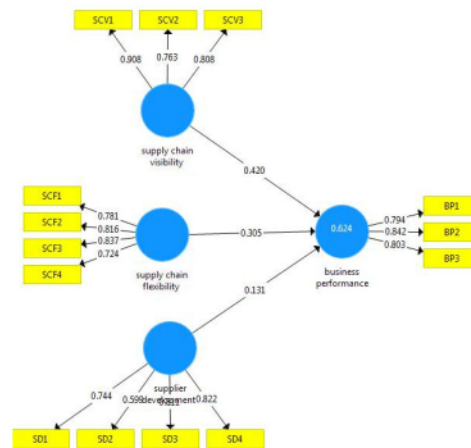 SCV1 SCV2 SCV3
0.908 0.763 0.808
supply chain
visibility
0.420
SCF1
SCF2
SCF3
SCF4
0.781
0.816
0.837
0.724
supply chain
flexibility
0.305
0.624
business
performance
0.794
0.842
0.803
BP1
BP2
BP3
0.131
supplier
development
0.744 0.599 0.822
SD1 SD2 SD3 SD4